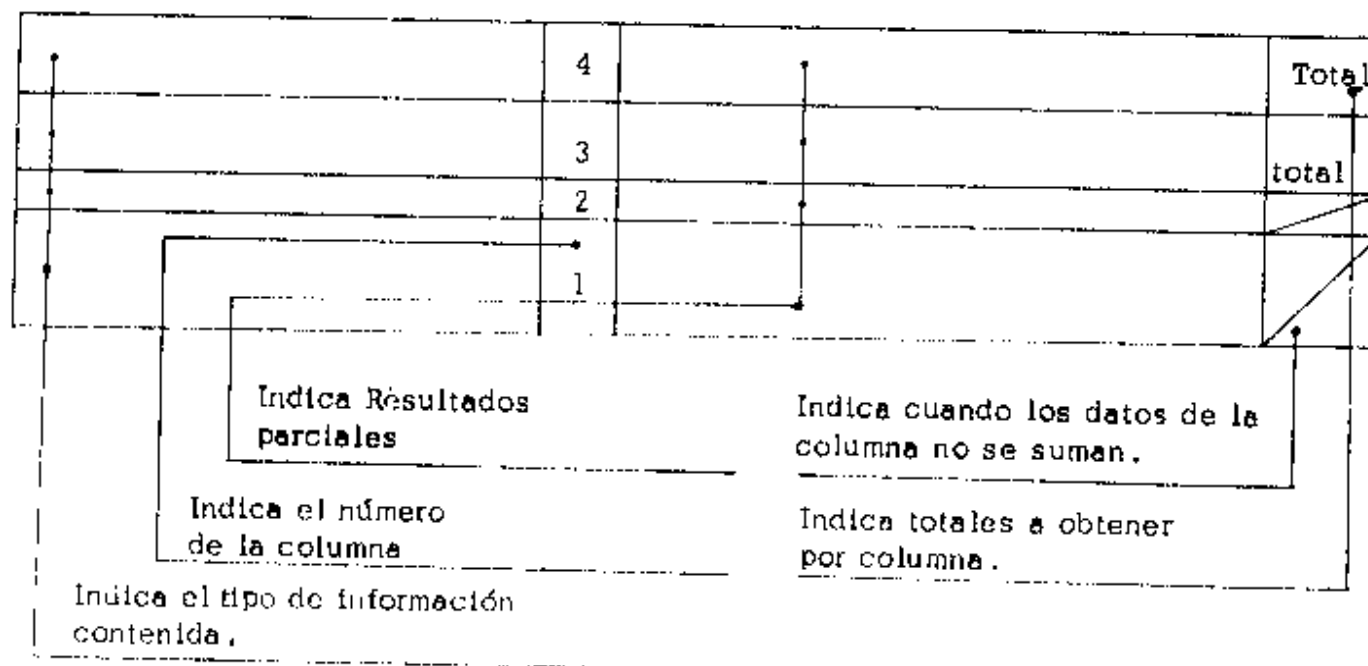 4
Total
3
total
2
1
Indica Resultados
parciales
Indica cuando los datos de la
columna no se suman.
Indica el número
de la columna
Indica totales a obtener
por columna.
Indica el tipo de información
contenida.